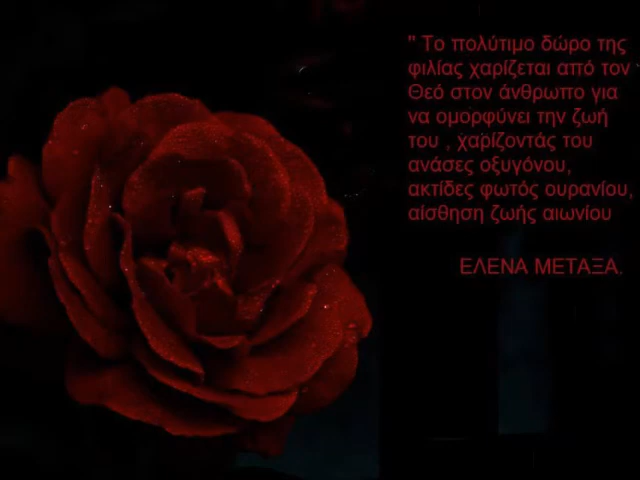 " Το πολύτιμο δώρο της
φιλίας χαρίζεται από τον
Θεό στον άνθρωπο για
να ομορφύνει την ζωή
του , χαρίζοντάς του
ανάσες οξυγόνου,
ακτίδες φωτός ουρανίου,
αίσθηση ζωής αιωνίου
ΕΛΕΝΑ ΜΕΤΑΞΑ.